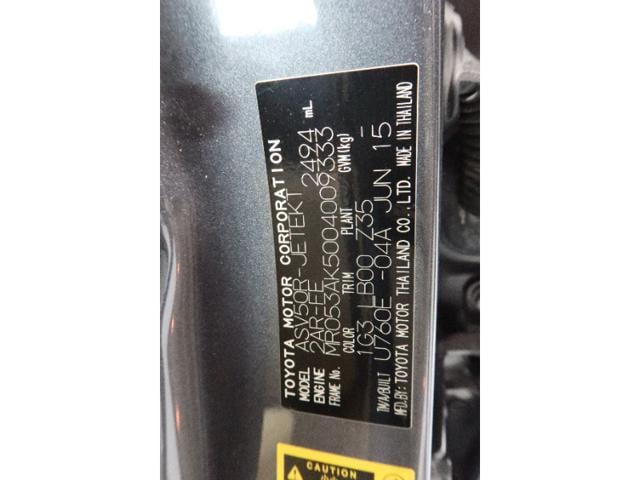 TOYOTA MOTOR CORPORATION
MODEL ASV50R-JETEKT 2494 mL
ENGINE 2AR-FE
FRAME No. MR053AK5004009333
COLOR TRIM PLANT GVM(kg)
1G3 LB00 Z35 -
TM/A/BUILT U760E -04A JUN 15
MFD.BY:TOYOTA MOTOR THAILAND CO.,LTD. MADE IN THAILAND
CAUTION